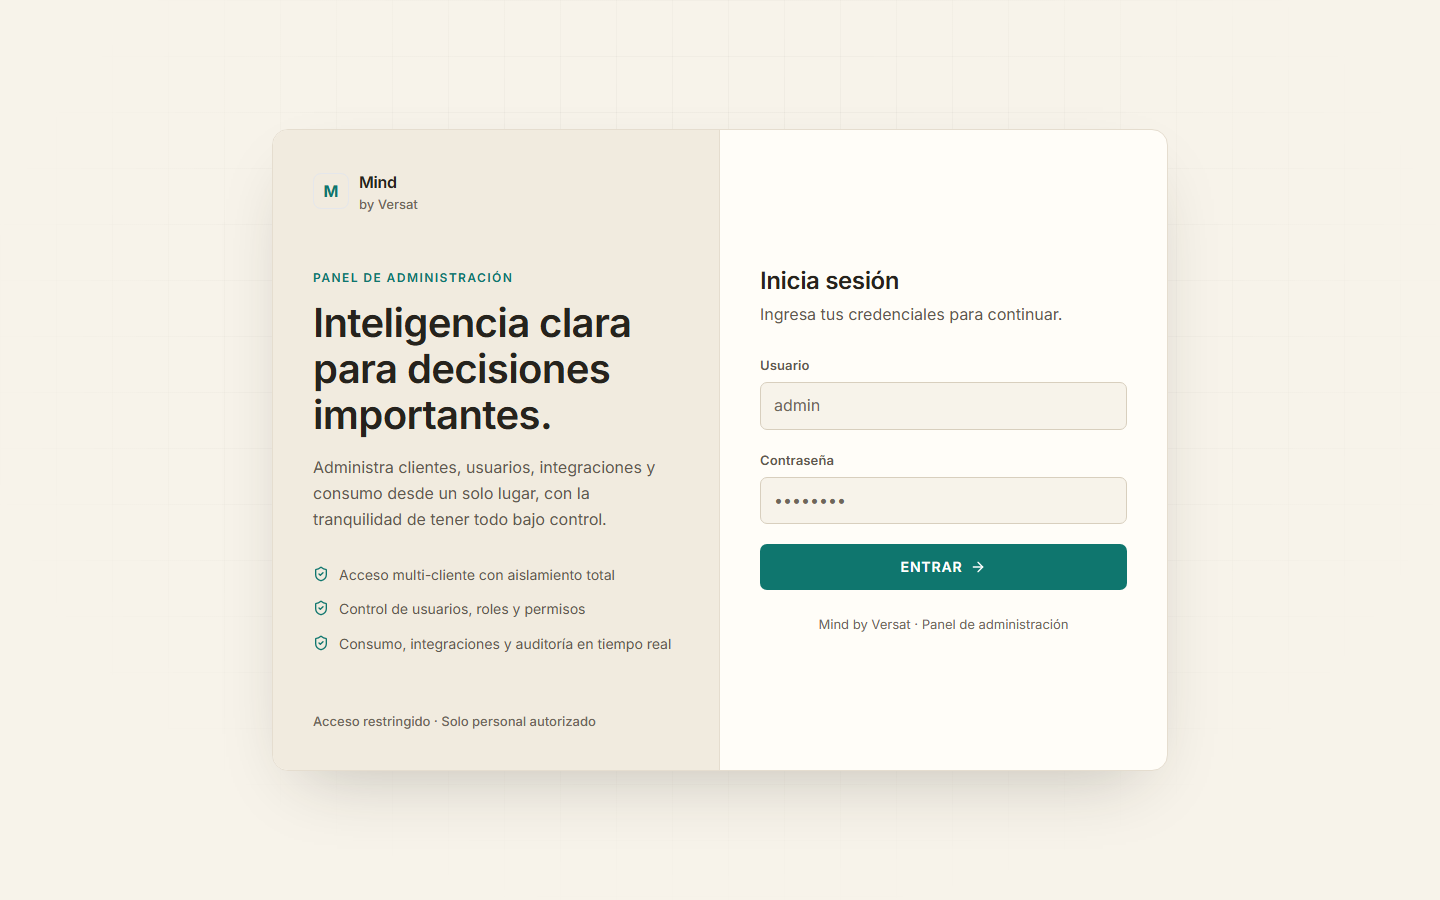 M
Mind
by Versat
PANEL DE ADMINISTRACIÓN
Inteligencia clara
para decisiones
importantes.
Administra clientes, usuarios, integraciones y
consumo desde un solo lugar, con la
tranquilidad de tener todo bajo control.
Acceso multi-cliente con aislamiento total
Control de usuarios, roles y permisos
Consumo, integraciones y auditoría en tiempo real
Acceso restringido · Solo personal autorizado
Inicia sesión
Ingresa tus credenciales para continuar.
Usuario
admin
Contraseña
••••••••
ENTRAR →
Mind by Versat · Panel de administración